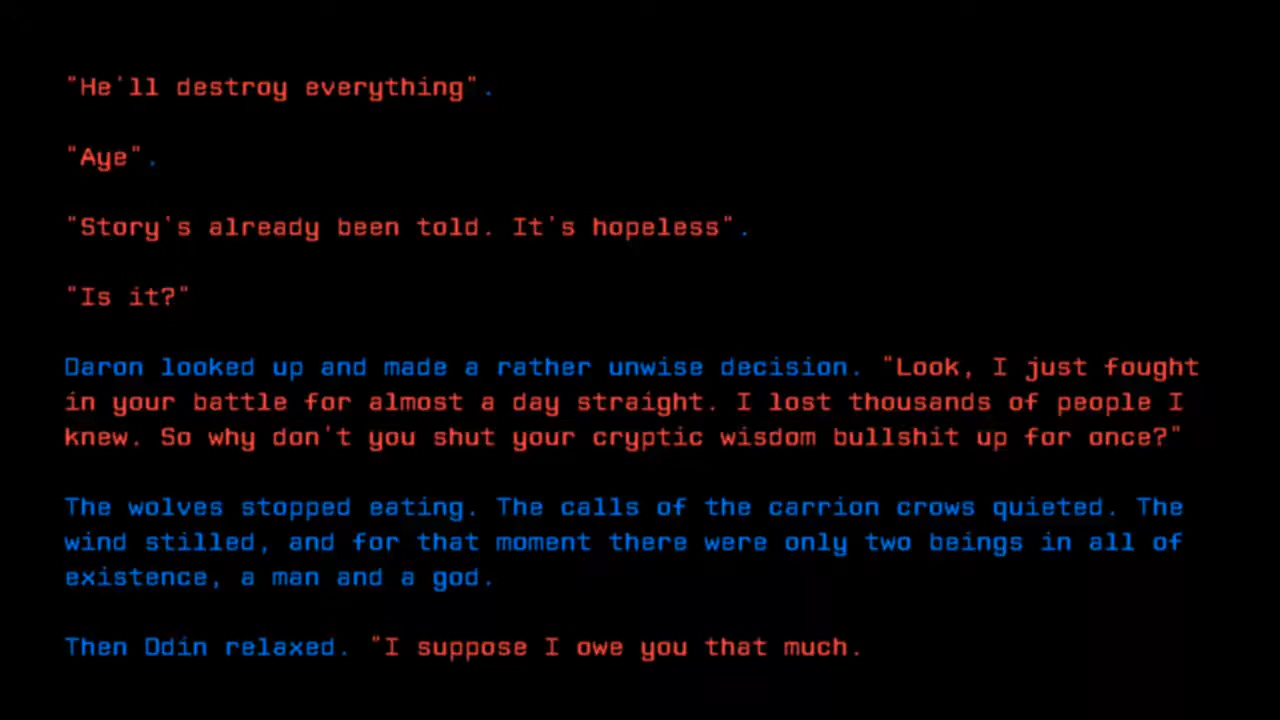 "He'll destroy everything".
"Aye".
"Story's already been told. It's hopeless".
"Is it?"
Daron looked up and made a rather unwise decision. "Look, I just fought
in your battle for almost a day straight. I lost thousands of people I
knew. So why don't you shut your cryptic wisdom bullshit up for once?"
The wolves stopped eating. The calls of the carrion crows quieted. The
wind stilled, and for that moment there were only two beings in all of
existence, a man and a god.
Then Odin relaxed. "I suppose I owe you that much.